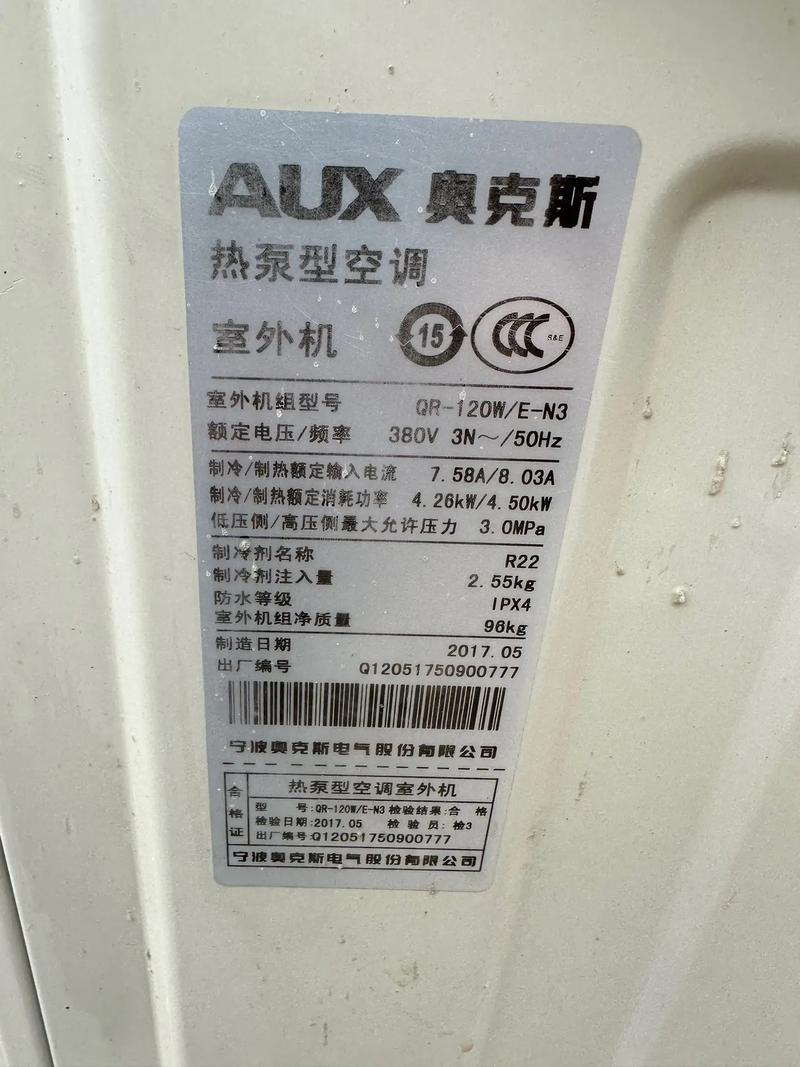 AUX 奥克斯
热泵型空调
室外机 15 CCC S&E
室外机组型号 QR-120W/E-N3
额定电压/频率 380V 3N～/50Hz
制冷/制热额定输入电流 7.58A/8.03A
制冷/制热额定消耗功率 4.26kW/4.50kW
低压侧/高压侧最大允许压力 3.0MPa
制冷剂名称 R22
制冷剂注入量 2.55kg
防水等级 IPX4
室外机组净质量 96kg
制造日期 2017.05
出厂编号 Q12051750900777
宁波奥克斯电气股份有限公司
合格证
热泵型空调室外机
型 号:QR-120W/E-N3 检验结果:合 格
检验日期:2017.05 检 验 员: 检3
出厂编号:Q12051750900777
宁波奥克斯电气股份有限公司